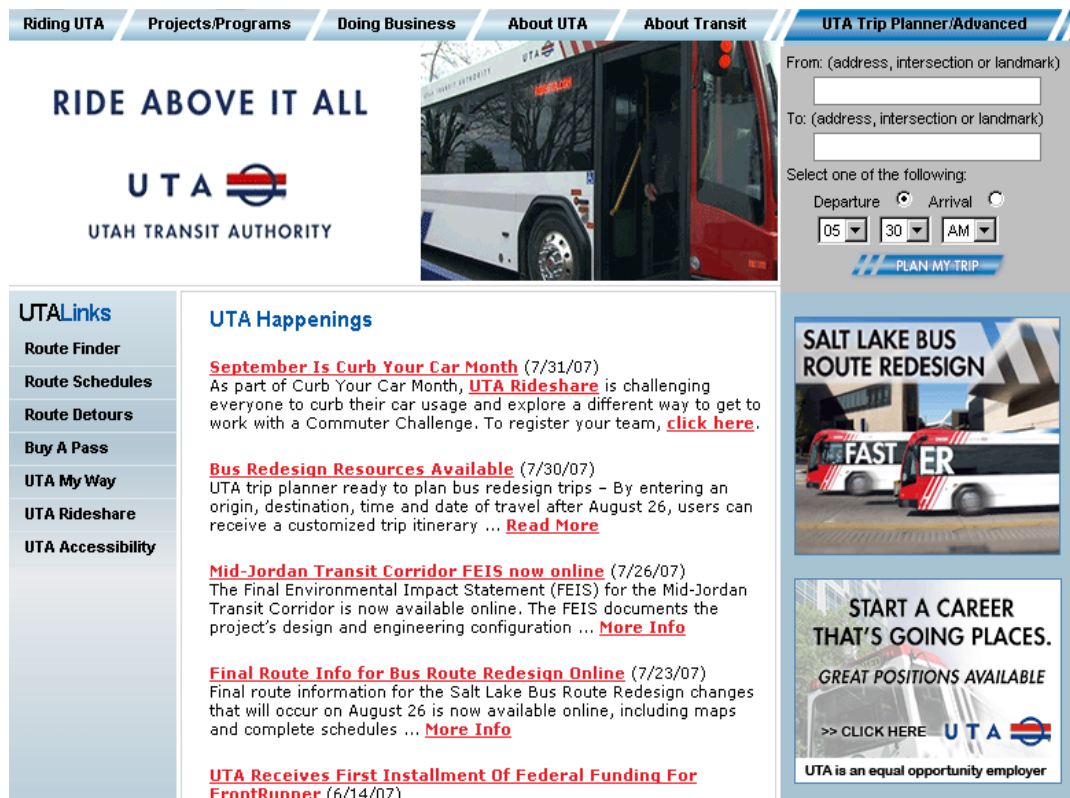 Riding UTA
Projects/Programs
Doing Business
About UTA
About Transit
UTA Trip Planner/Advanced
RIDE ABOVE IT ALL
UTA
UTAH TRANSIT AUTHORITY
UTA
UTAH TRANSIT AUTHORITY
From: (address, intersection or landmark)
To: (address, intersection or landmark)
Select one of the following:
Departure Arrival
05 30 AM
PLAN MY TRIP
UTALinks
Route Finder
Route Schedules
Route Detours
Buy A Pass
UTA My Way
UTA Rideshare
UTA Accessibility
UTA Happenings
September Is Curb Your Car Month (7/31/07)
As part of Curb Your Car Month, UTA Rideshare is challenging
everyone to curb their car usage and explore a different way to get to
work with a Commuter Challenge. To register your team, click here.
Bus Redesign Resources Available (7/30/07)
UTA trip planner ready to plan bus redesign trips – By entering an
origin, destination, time and date of travel after August 26, users can
receive a customized trip itinerary ... Read More
Mid-Jordan Transit Corridor FEIS now online (7/26/07)
The Final Environmental Impact Statement (FEIS) for the Mid-Jordan
Transit Corridor is now available online. The FEIS documents the
project's design and engineering configuration ... More Info
Final Route Info for Bus Route Redesign Online (7/23/07)
Final route information for the Salt Lake Bus Route Redesign changes
that will occur on August 26 is now available online, including maps
and complete schedules ... More Info
UTA Receives First Installment Of Federal Funding For
FrontRunner (6/14/07)
SALT LAKE BUS
ROUTE REDESIGN
FAST ER
START A CAREER
THAT'S GOING PLACES.
GREAT POSITIONS AVAILABLE
>> CLICK HERE UTA
UTA is an equal opportunity employer